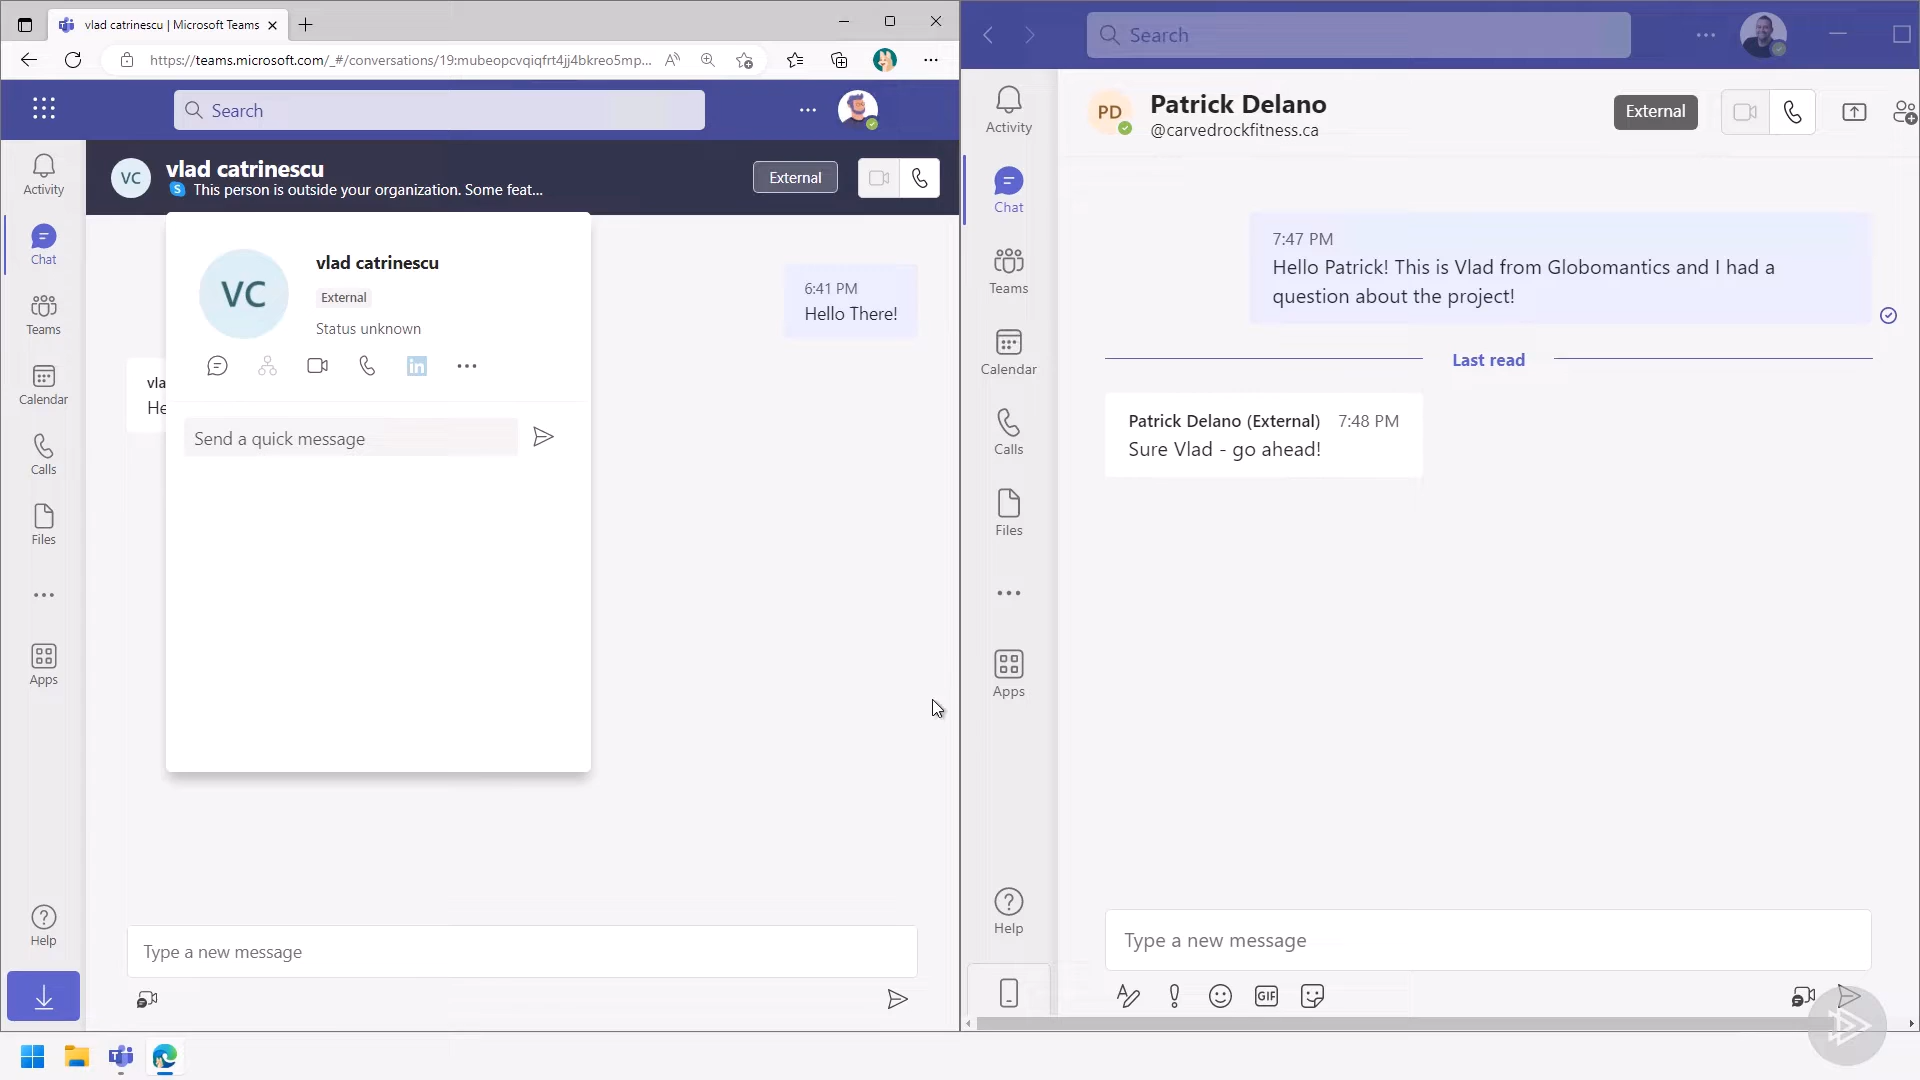 vlad catrinescu | Microsoft Teams
https://teams.microsoft.com/_#/conversations/19:mubeopcvqiqfrt4jj4bkreo5mp...
Search
Activity
Chat
Teams
Calendar
Calls
Files
Apps
Help
VC
vlad catrinescu
This person is outside your organization. Some feat...
External
VC
vlad catrinescu
External
Status unknown
Send a quick message
6:41 PM
Hello There!
vla
He
Type a new message
Search
Activity
Chat
Teams
Calendar
Calls
Files
Apps
Help
PD
Patrick Delano
@carvedrockfitness.ca
External
7:47 PM
Hello Patrick! This is Vlad from Globomantics and I had a
question about the project!
Last read
Patrick Delano (External) 7:48 PM
Sure Vlad - go ahead!
Type a new message
GIF